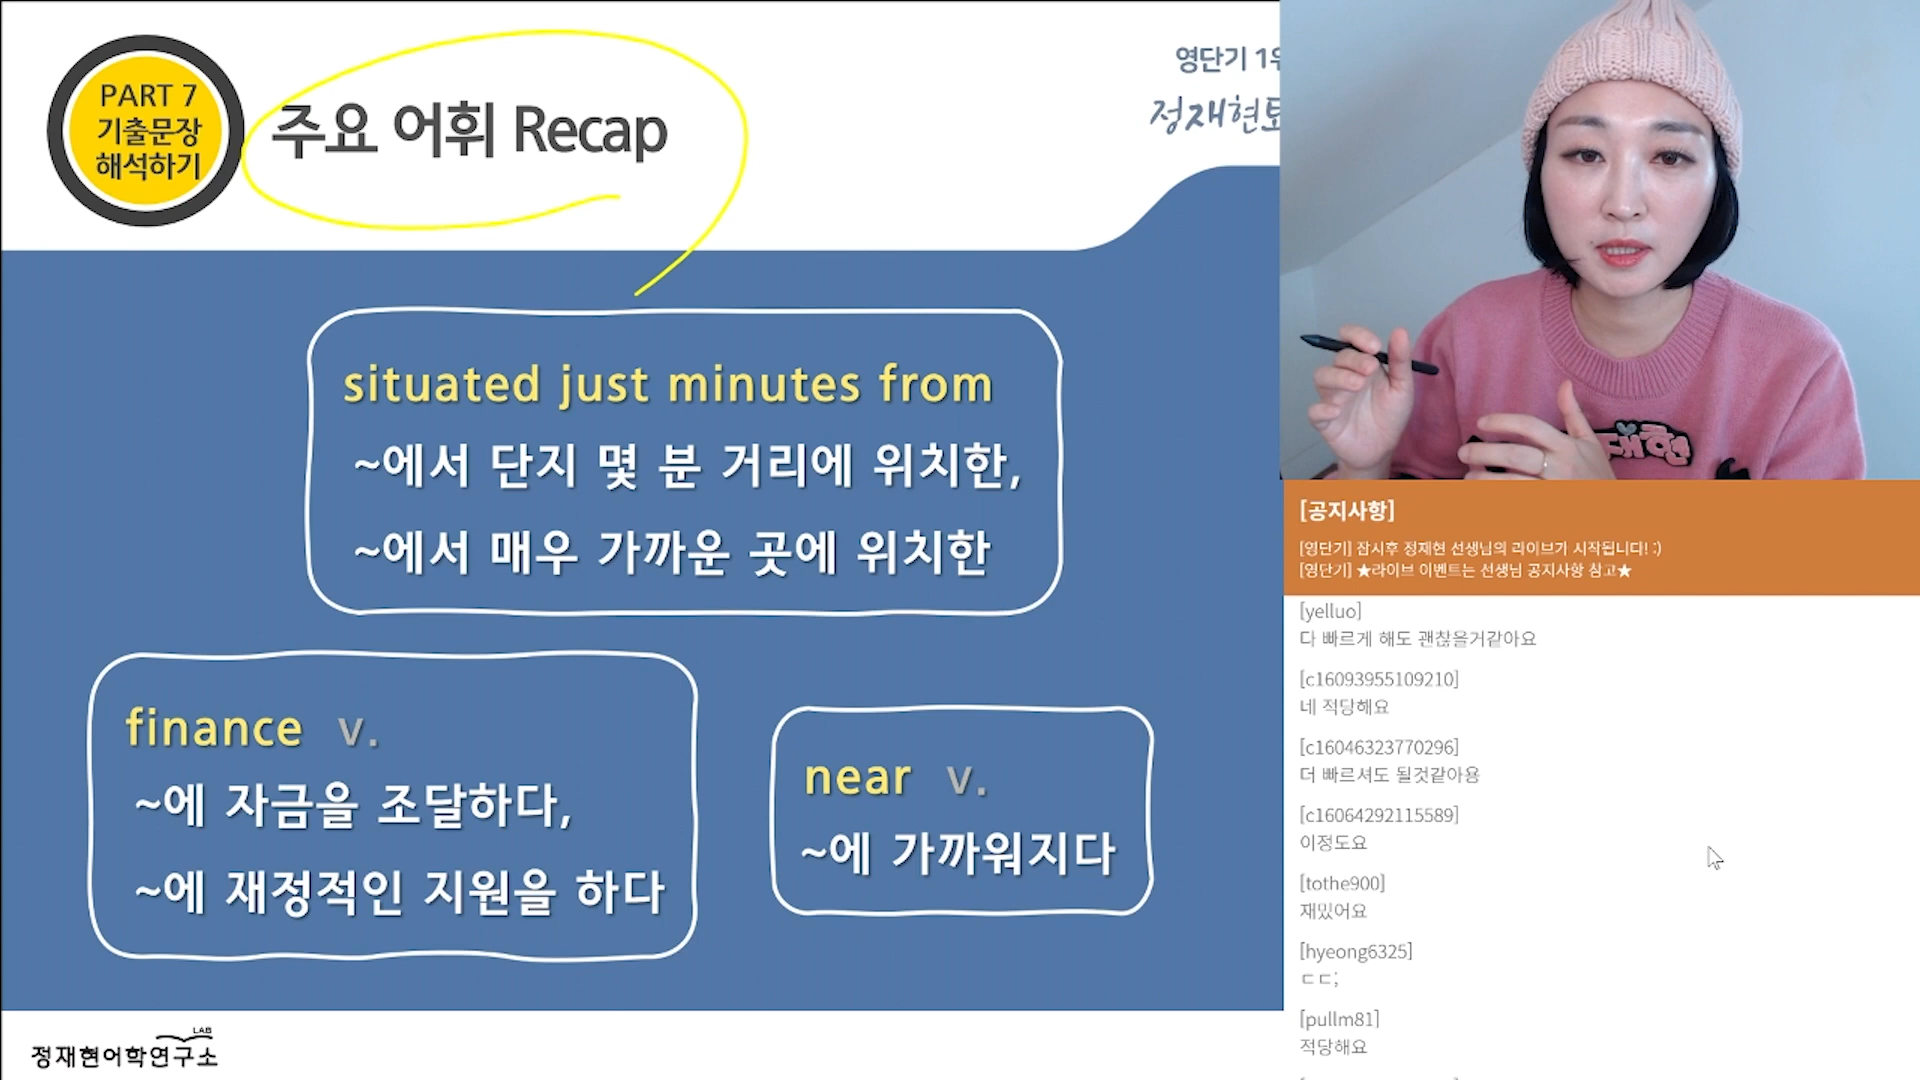 PART 7
기출문장
해석하기
주요 어휘 Recap
영단기 1위
정재현토
situated just minutes from
~에서 단지 몇 분 거리에 위치한,
~에서 매우 가까운 곳에 위치한
finance v.
~에 자금을 조달하다,
~에 재정적인 지원을 하다
near v.
~에 가까워지다
LAB
정재현어학연구소
재현
[공지사항]
[영단기] 잠시후 정재현 선생님의 라이브가 시작됩니다! :)
[영단기] ★라이브 이벤트는 선생님 공지사항 참고★
[yelluo]
다 빠르게 해도 괜찮을거같아요
[c16093955109210]
네 적당해요
[c16046323770296]
더 빠르셔도 될것같아용
[c16064292115589]
이정도요
[tothe900]
재밌어요
[hyeong6325]
ㄷㄷ;
[pullm81]
적당해요